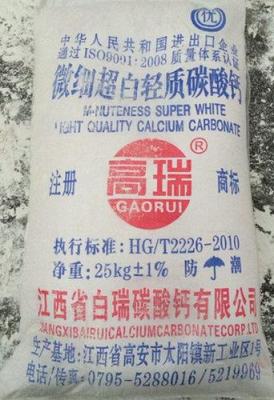 优
中华人民共和国进出口企业
通过ISO9001:2008质量体系认证
微细超白轻质碳酸钙
M-NUTENESS SUPER WHITE
LIGHT QUALITY CALCIUM CARBONATE
注册 高瑞 ® 商标
GAORUI
执行标准:HG/T2226-2010
净重:25kg±1% 防潮
江西省白瑞碳酸钙有限公司
JIANGXIBAIRUICALCIUMCARBONATECORP.LTD
生产基地:江西省高安市太阳镇新工业区1号
电话/传真:0795-5288016/5219969